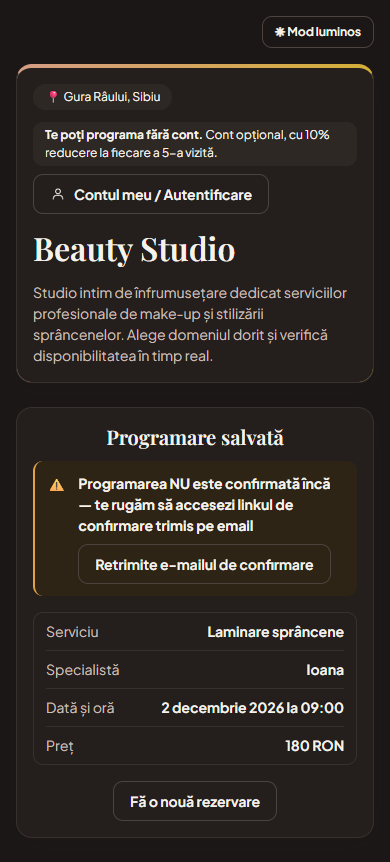 Mod luminos
Gura Râului, Sibiu
Te poți programa fără cont. Cont opțional, cu 10%
reducere la fiecare a 5-a vizită.
Contul meu / Autentificare
Beauty Studio
Studio intim de înfrumusețare dedicat serviciilor
profesionale de make-up și stilizării
sprâncenelor. Alege domeniul dorit și verifică
disponibilitatea în timp real.
Programare salvată
Programarea NU este confirmată încă
— te rugăm să accesezi linkul de
confirmare trimis pe email
Retrimite e-mailul de confirmare
Serviciu Laminare sprâncene
Specialistă Ioana
Dată și oră 2 decembrie 2026 la 09:00
Preț 180 RON
Fă o nouă rezervare